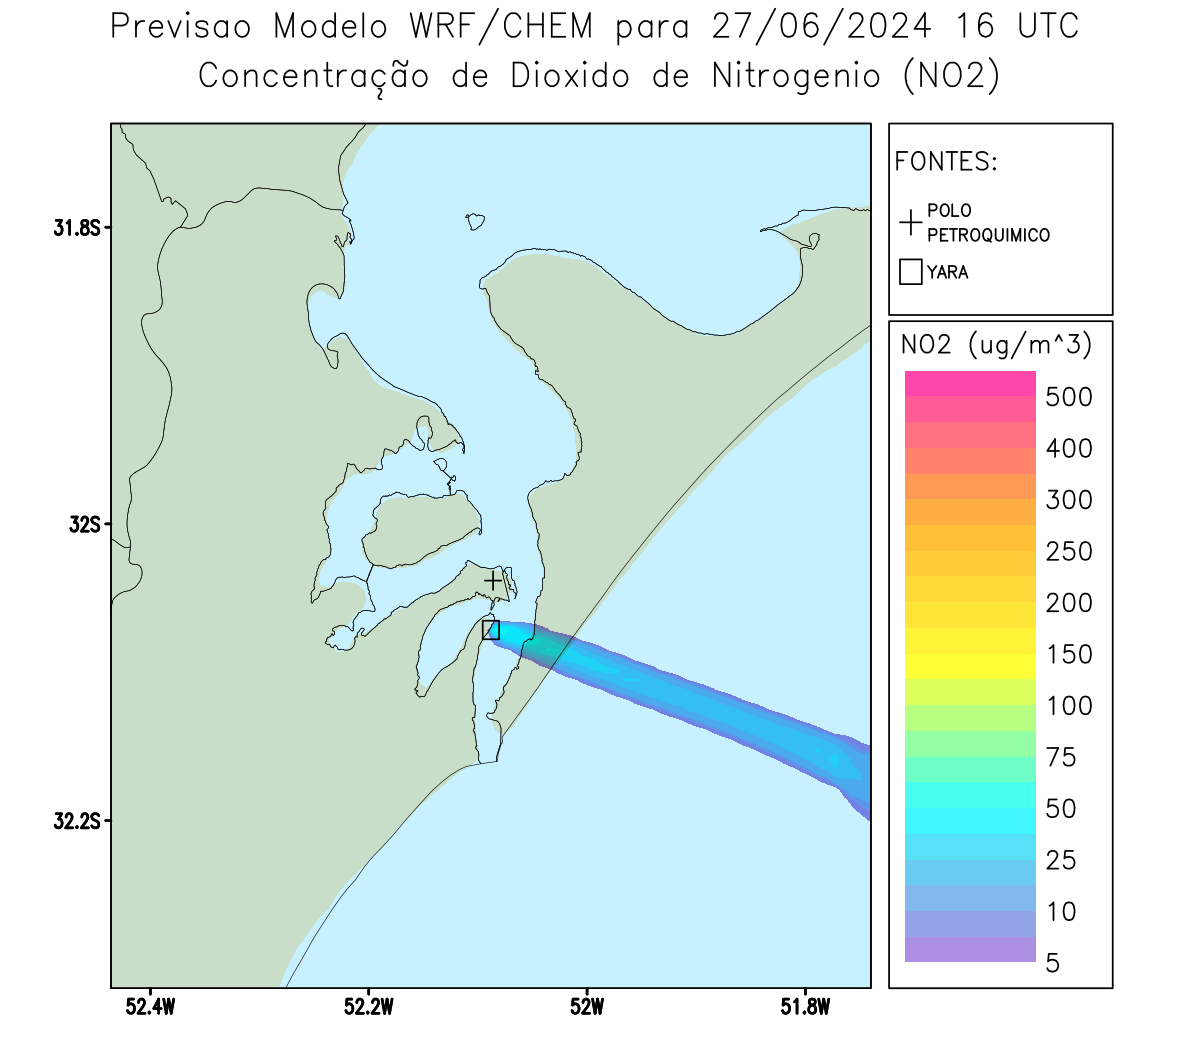 Previsao Modelo WRF/CHEM para 27/06/2024 16 UTC
Concentração de Dioxido de Nitrogenio (NO2)
FONTES:
POLO
PETROQUIMICO
YARA
NO2 (ug/m^3)
500
400
300
250
200
150
100
75
50
25
10
5
31.8S
32S
32.2S
52.4W
52.2W
52W
51.8W